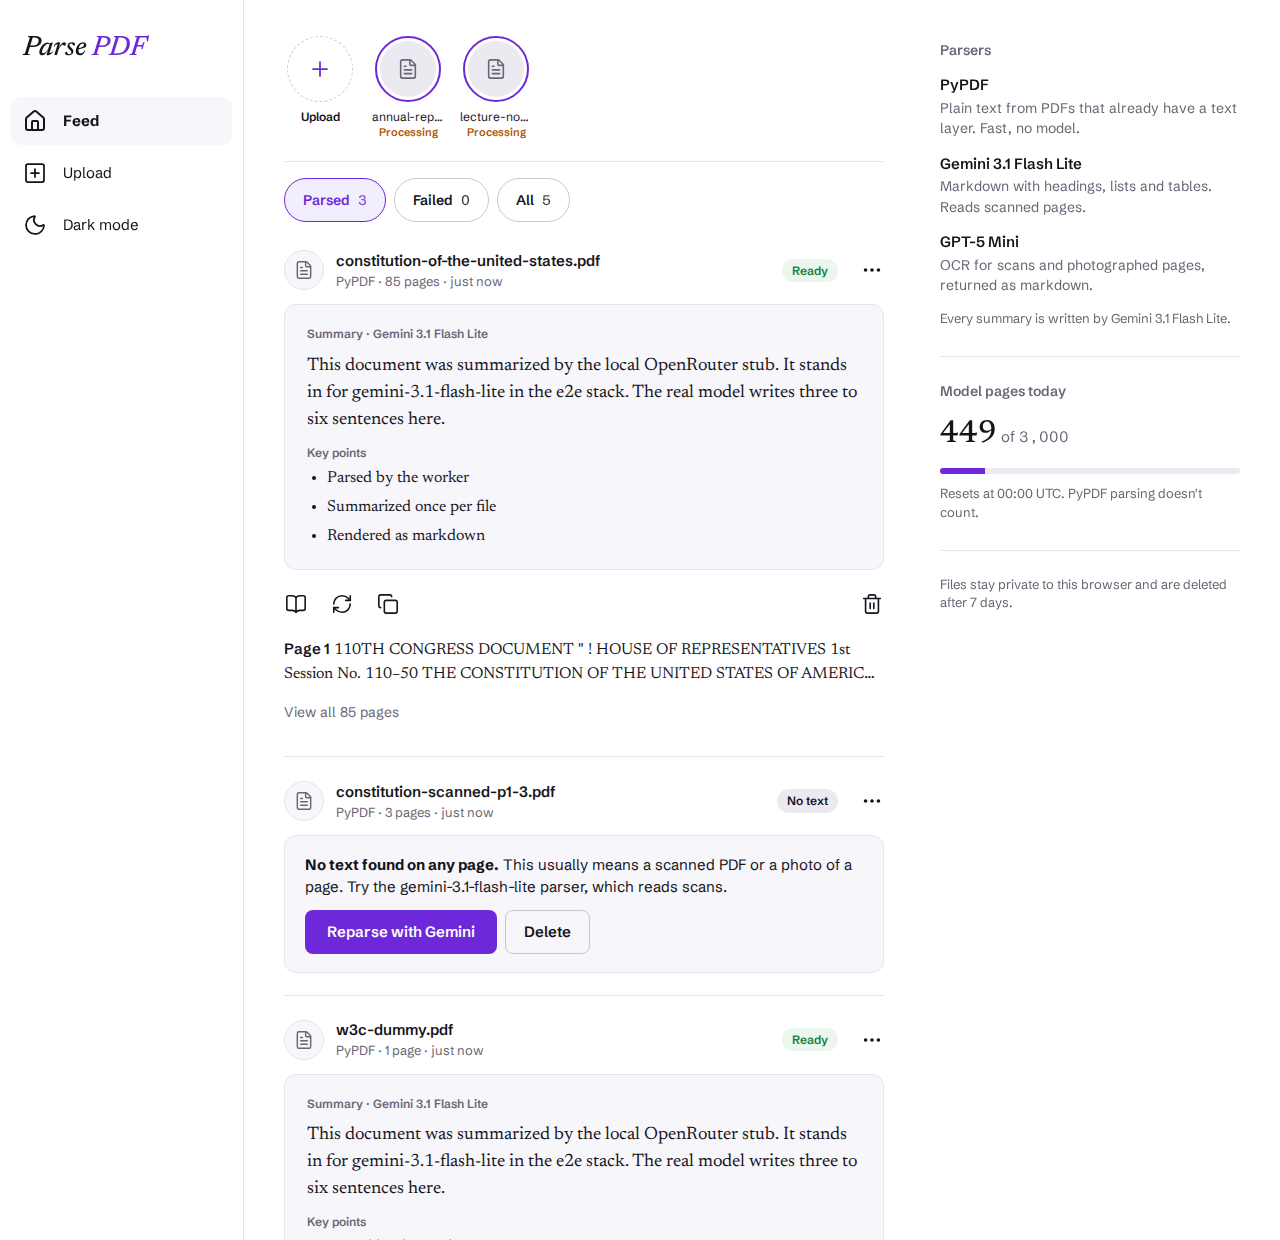 Parse PDF
Feed
Upload
Dark mode
Upload
annual-rep...
Processing
lecture-no...
Processing
Parsed 3
Failed 0
All 5
constitution-of-the-united-states.pdf
PyPDF · 85 pages · just now
Ready
Summary · Gemini 3.1 Flash Lite
This document was summarized by the local OpenRouter stub. It stands
in for gemini-3.1-flash-lite in the e2e stack. The real model writes three to
six sentences here.
Key points
• Parsed by the worker
• Summarized once per file
• Rendered as markdown
Page 1 110TH CONGRESS DOCUMENT " ! HOUSE OF REPRESENTATIVES 1st
Session No. 110–50 THE CONSTITUTION OF THE UNITED STATES OF AMERIC...
View all 85 pages
constitution-scanned-p1-3.pdf
PyPDF · 3 pages · just now
No text
No text found on any page. This usually means a scanned PDF or a photo of a
page. Try the gemini-3.1-flash-lite parser, which reads scans.
Reparse with Gemini
Delete
w3c-dummy.pdf
PyPDF · 1 page · just now
Ready
Summary · Gemini 3.1 Flash Lite
This document was summarized by the local OpenRouter stub. It stands
in for gemini-3.1-flash-lite in the e2e stack. The real model writes three to
six sentences here.
Key points
Parsers
PyPDF
Plain text from PDFs that already have a text
layer. Fast, no model.
Gemini 3.1 Flash Lite
Markdown with headings, lists and tables.
Reads scanned pages.
GPT-5 Mini
OCR for scans and photographed pages,
returned as markdown.
Every summary is written by Gemini 3.1 Flash Lite.
Model pages today
449 of 3,000
Resets at 00:00 UTC. PyPDF parsing doesn't
count.
Files stay private to this browser and are deleted
after 7 days.